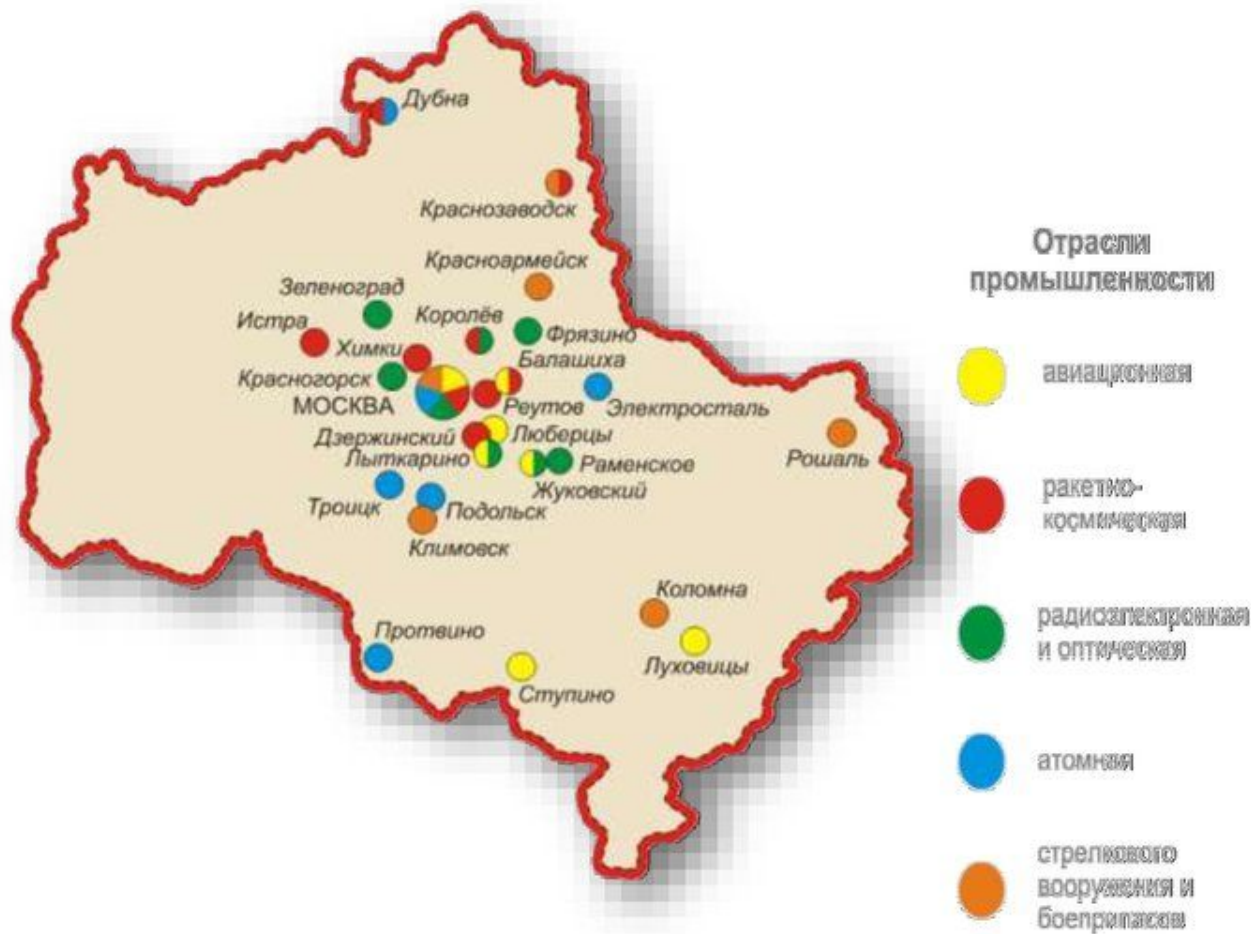 Дубна
Краснозаводск
Красноармейск
Зеленоград
Истра
Королёв
Фрязино
Химки
Балашиха
Красногорск
МОСКВА
Реутов
Электросталь
Дзержинский
Люберцы
Лыткарино
Раменское
Рошаль
Жуковский
Троицк
Подольск
Климовск
Коломна
Протвино
Луховицы
Ступино
Отрасли
промышленности
авиационная
ракетно-
космическая
радиоэлектронная
и оптическая
атомная
стрелкового
вооружения и
боеприпасов